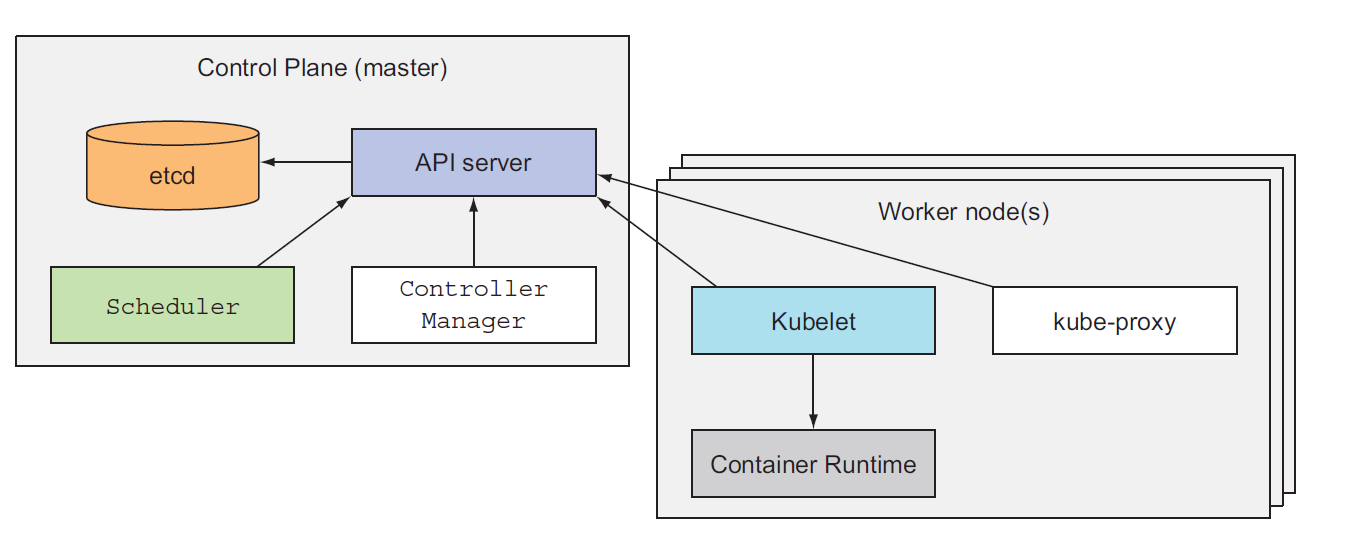 Control Plane (master)
etcd
API server
Scheduler
Controller
Manager
Worker node(s)
Kubelet
kube-proxy
Container Runtime